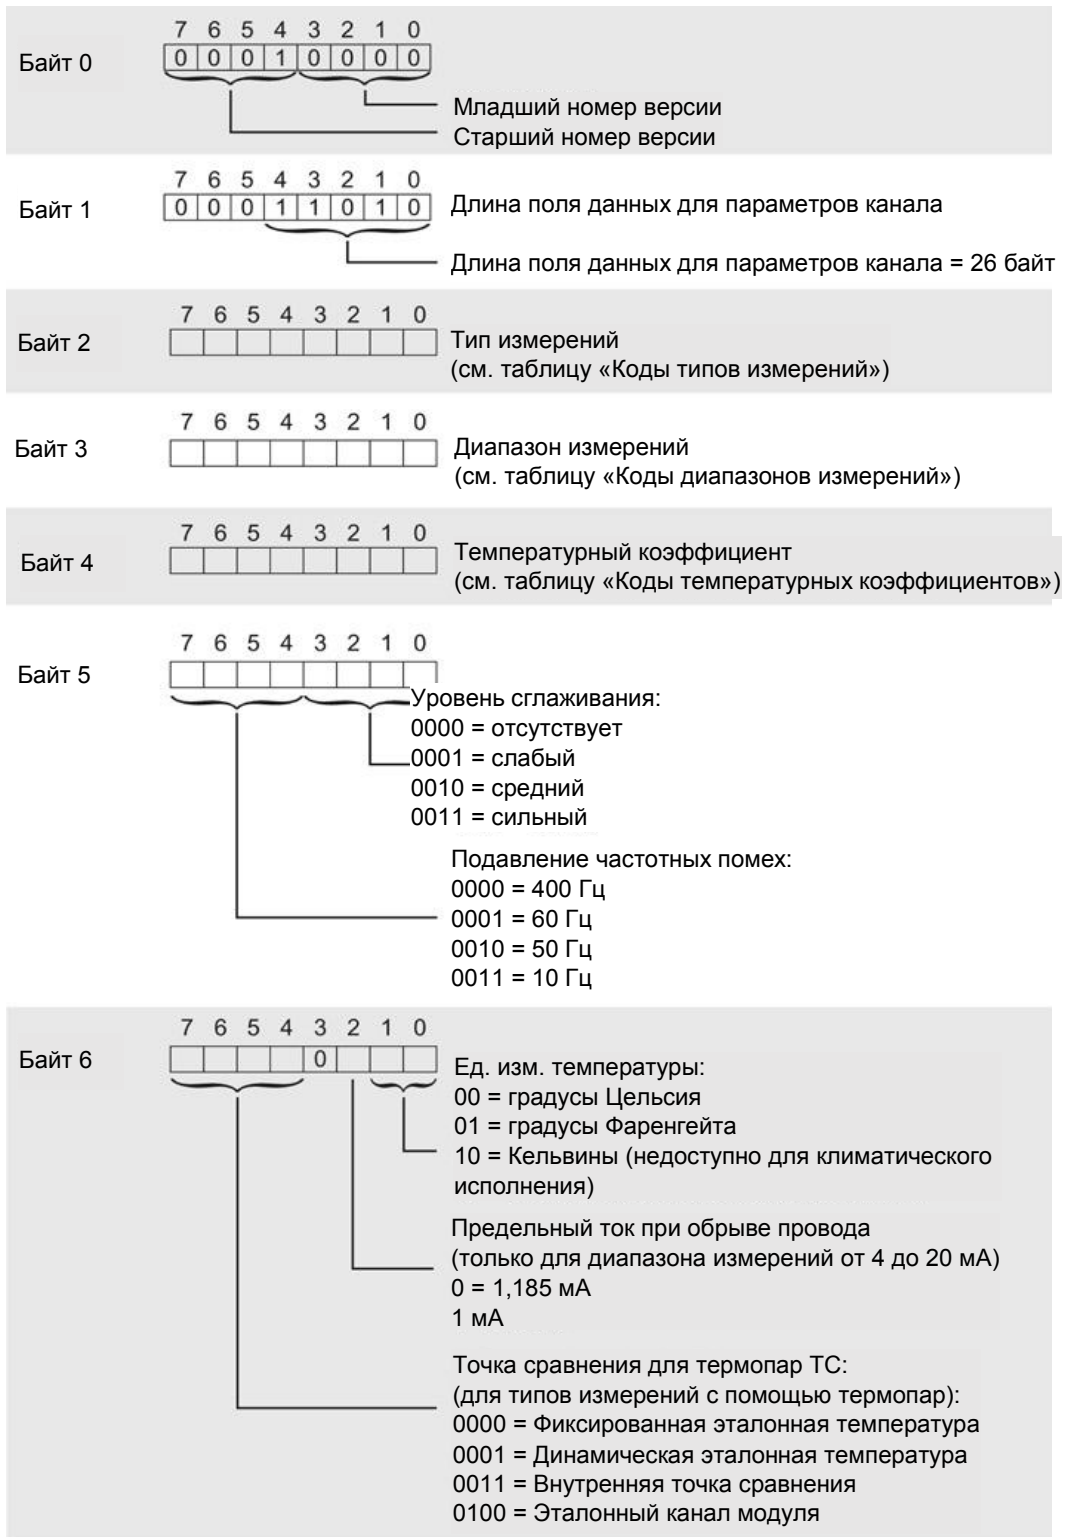 7 6 5 4 3 2 1 0
Байт 0
0 0 0 1 0 0 0 0
Младший номер версии
Старший номер версии
7 6 5 4 3 2 1 0
Байт 1
0 0 0 1 1 0 1 0
Длина поля данных для параметров канала
Длина поля данных для параметров канала = 26 байт
7 6 5 4 3 2 1 0
Байт 2
Тип измерений
(см. таблицу «Коды типов измерений»)
7 6 5 4 3 2 1 0
Байт 3
Диапазон измерений
(см. таблицу «Коды диапазонов измерений»)
7 6 5 4 3 2 1 0
Байт 4
Температурный коэффициент
(см. таблицу «Коды температурных коэффициентов»)
7 6 5 4 3 2 1 0
Байт 5
Уровень сглаживания:
0000 = отсутствует
0001 = слабый
0010 = средний
0011 = сильный
Подавление частотных помех:
0000 = 400 Гц
0001 = 60 Гц
0010 = 50 Гц
0011 = 10 Гц
7 6 5 4 3 2 1 0
Байт 6
0
Ед. изм. температуры:
00 = градусы Цельсия
01 = градусы Фаренгейта
10 = Кельвины (недоступно для климатического
исполнения)
Предельный ток при обрыве провода
(только для диапазона измерений от 4 до 20 мА)
0 = 1,185 мА
1 мА
Точка сравнения для термопар ТС:
(для типов измерений с помощью термопар):
0000 = Фиксированная эталонная температура
0001 = Динамическая эталонная температура
0011 = Внутренняя точка сравнения
0100 = Эталонный канал модуля